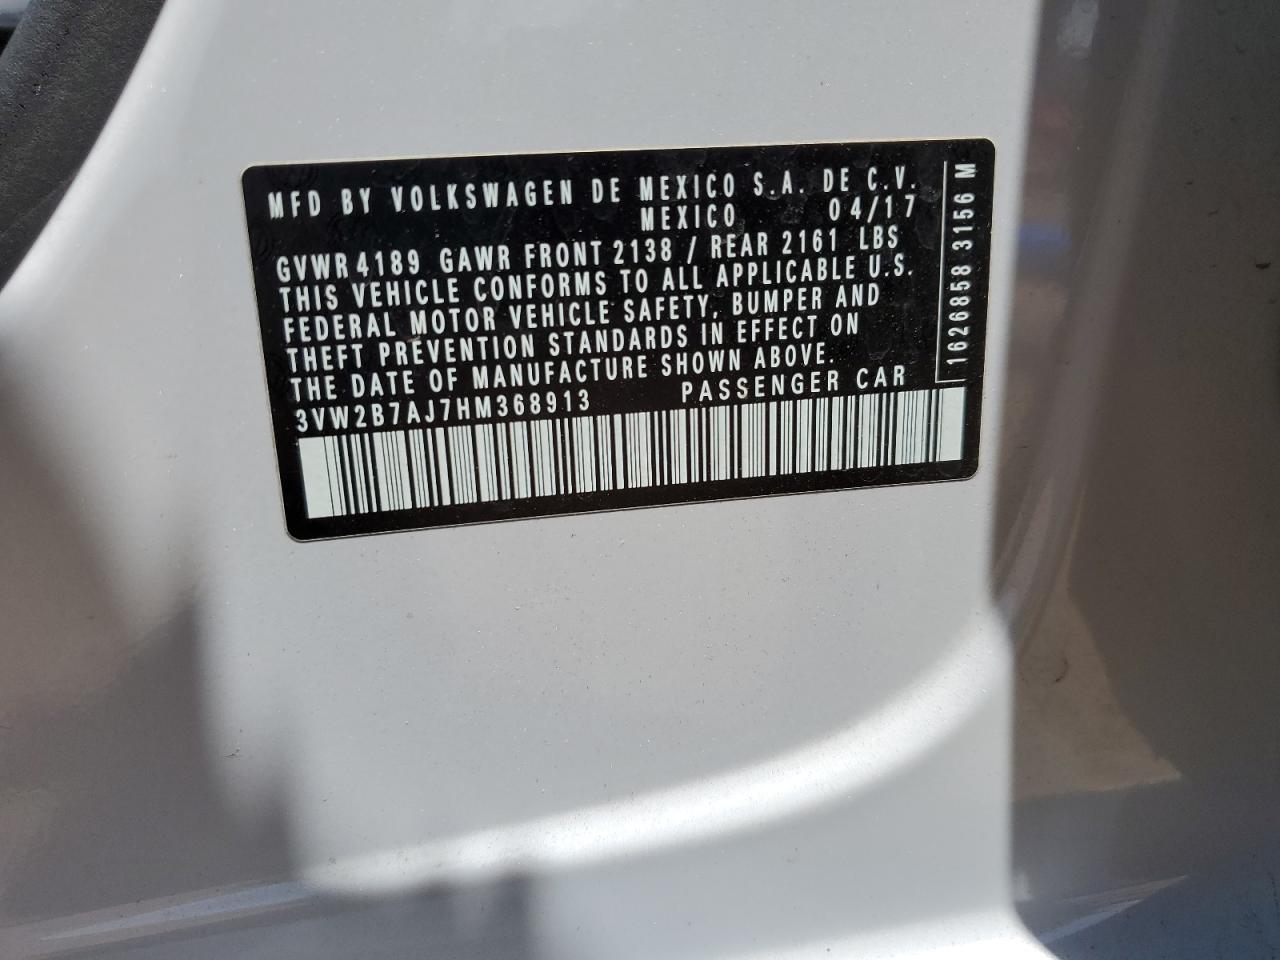 MFD BY VOLKSWAGEN DE MEXICO S.A. DE C.V.
MEXICO 04/17
GVWR 4189 GAWR FRONT 2138 / REAR 2161 LBS
THIS VEHICLE CONFORMS TO ALL APPLICABLE U.S.
FEDERAL MOTOR VEHICLE SAFETY, BUMPER AND
THEFT PREVENTION STANDARDS IN EFFECT ON
THE DATE OF MANUFACTURE SHOWN ABOVE.
3VW2B7AJ7HM368913 PASSENGER CAR
1626858 3156 M